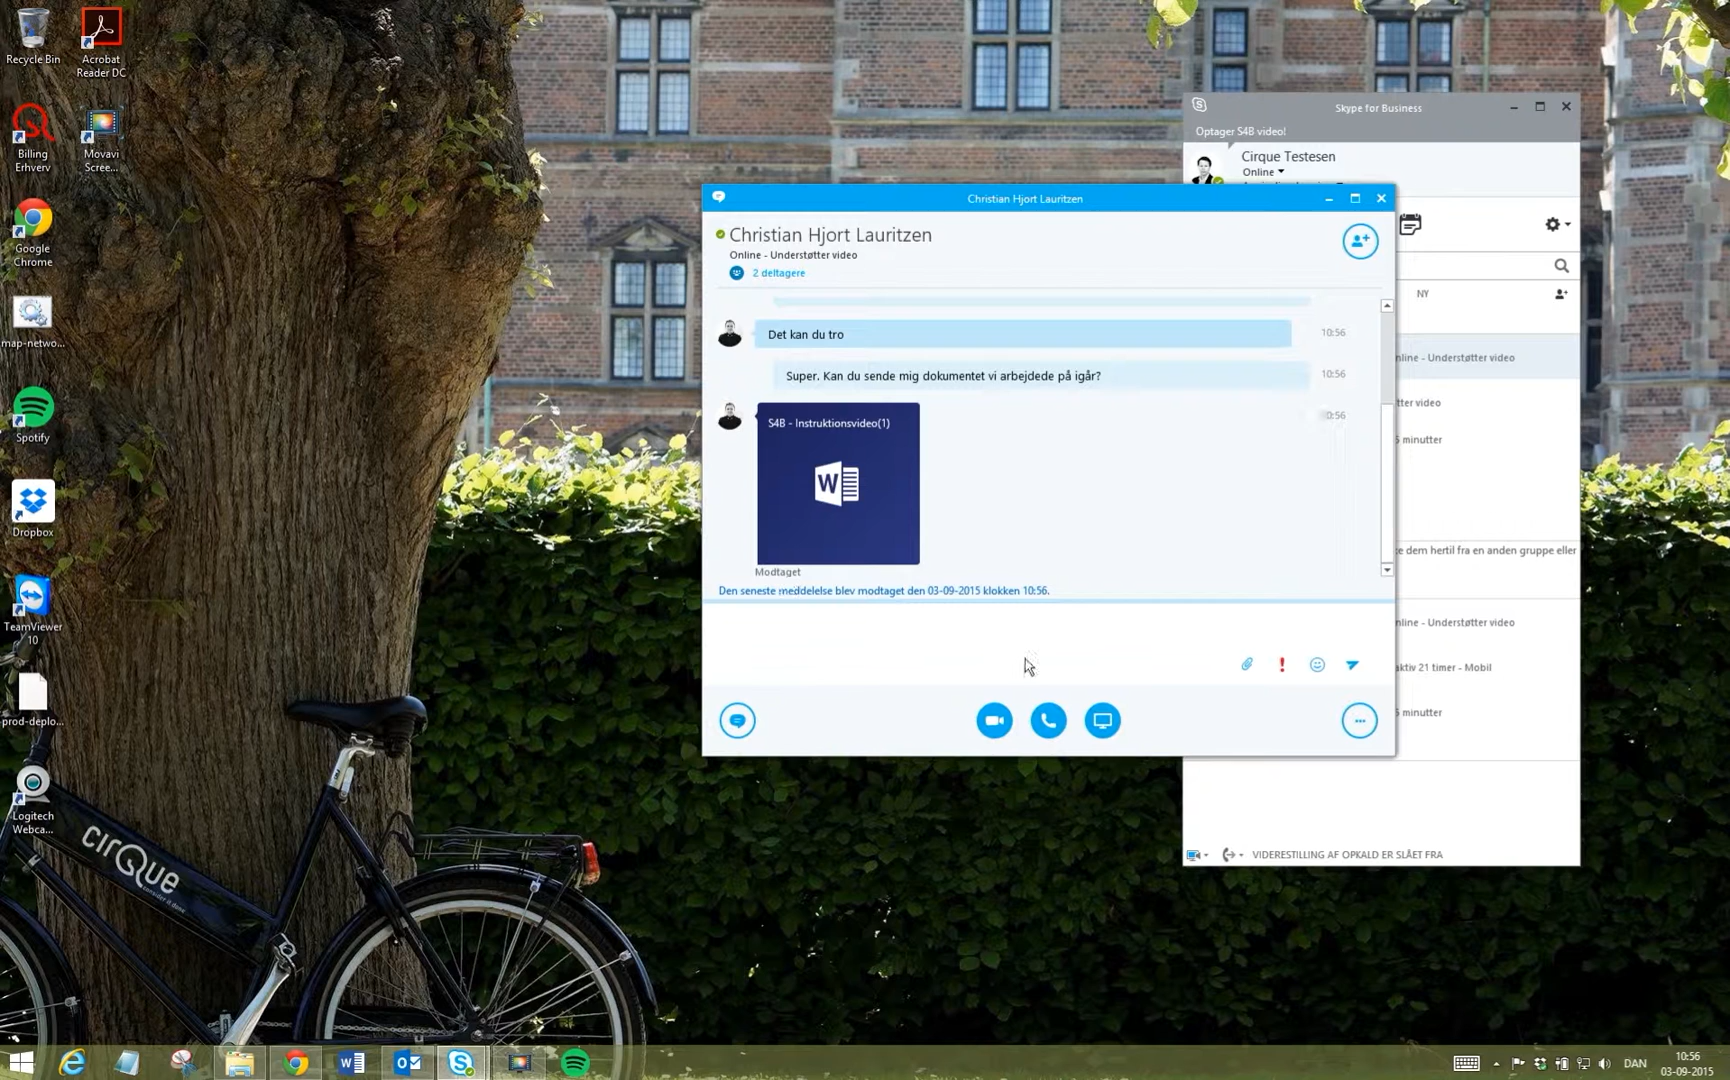 Recycle Bin
Acrobat
Reader DC
Billing
Erhverv
Movavi
Scree...
Google
Chrome
map-netwo...
Spotify
Dropbox
TeamViewer
10
prod-deplo...
Logitech
Webca...
CIRQUE
Skype for Business
Optager S4B video!
Cirque Testesen
Online
NY
nline - Understøtter video
tter video
5 minutter
ke dem hertil fra en anden gruppe eller
nline - Understøtter video
aktiv 21 timer - Mobil
5 minutter
VIDERESTILLING AF OPKALD ER SLÅET FRA
Christian Hjort Lauritzen
Christian Hjort Lauritzen
Online - Understøtter video
2 deltagere
Det kan du tro
10:56
Super. Kan du sende mig dokumentet vi arbejdede på igår?
10:56
S4B - Instruktionsvideo(1)
0:56
W
Modtaget
Den seneste meddelelse blev modtaget den 03-09-2015 klokken 10:56.
DAN
10:56
03-09-2015